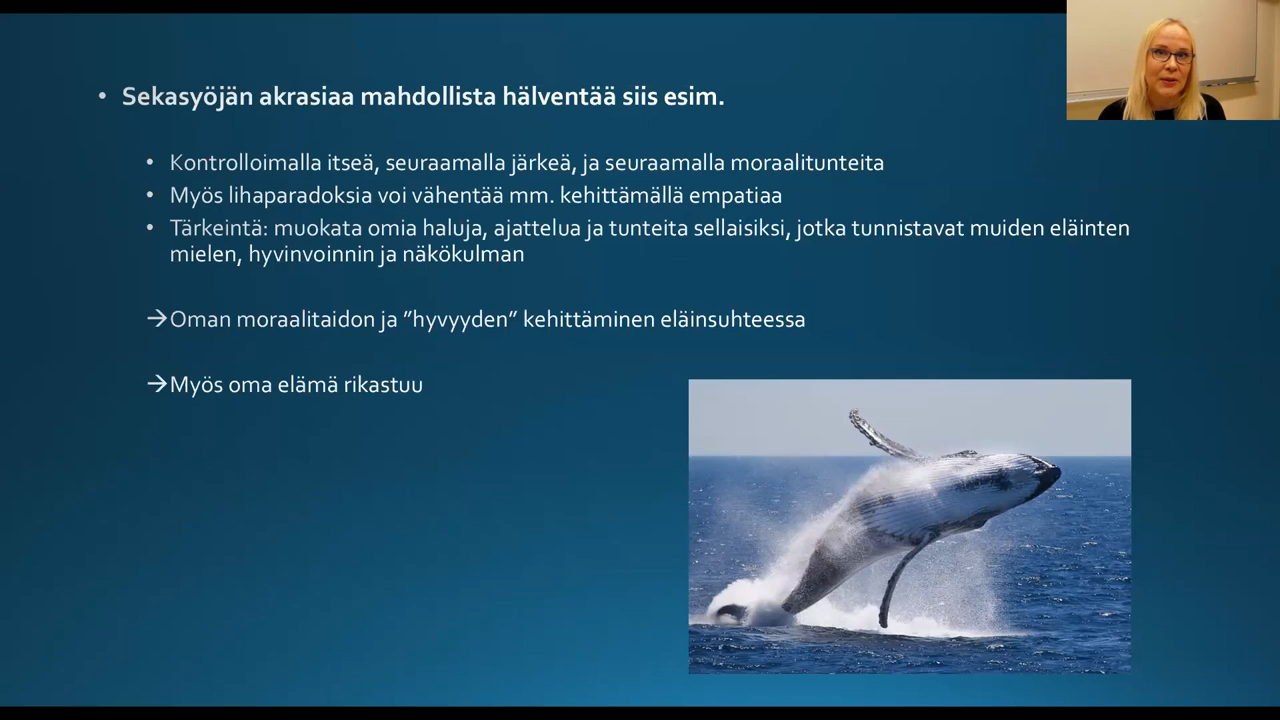 • Sekasyöjän akrasiaa mahdollista hälventää siis esim.
• Kontrolloimalla itseä, seuraamalla järkeä, ja seuraamalla moraalitunteita
• Myös lihaparadoksia voi vähentää mm. kehittämällä empatiaa
• Tärkeintä: muokata omia haluja, ajattelua ja tunteita sellaisiksi, jotka tunnistavat muiden eläinten
mielen, hyvinvoinnin ja näkökulman
→Oman moraalitaidon ja ”hyvyyden” kehittäminen eläinsuhteessa
→Myös oma elämä rikastuu